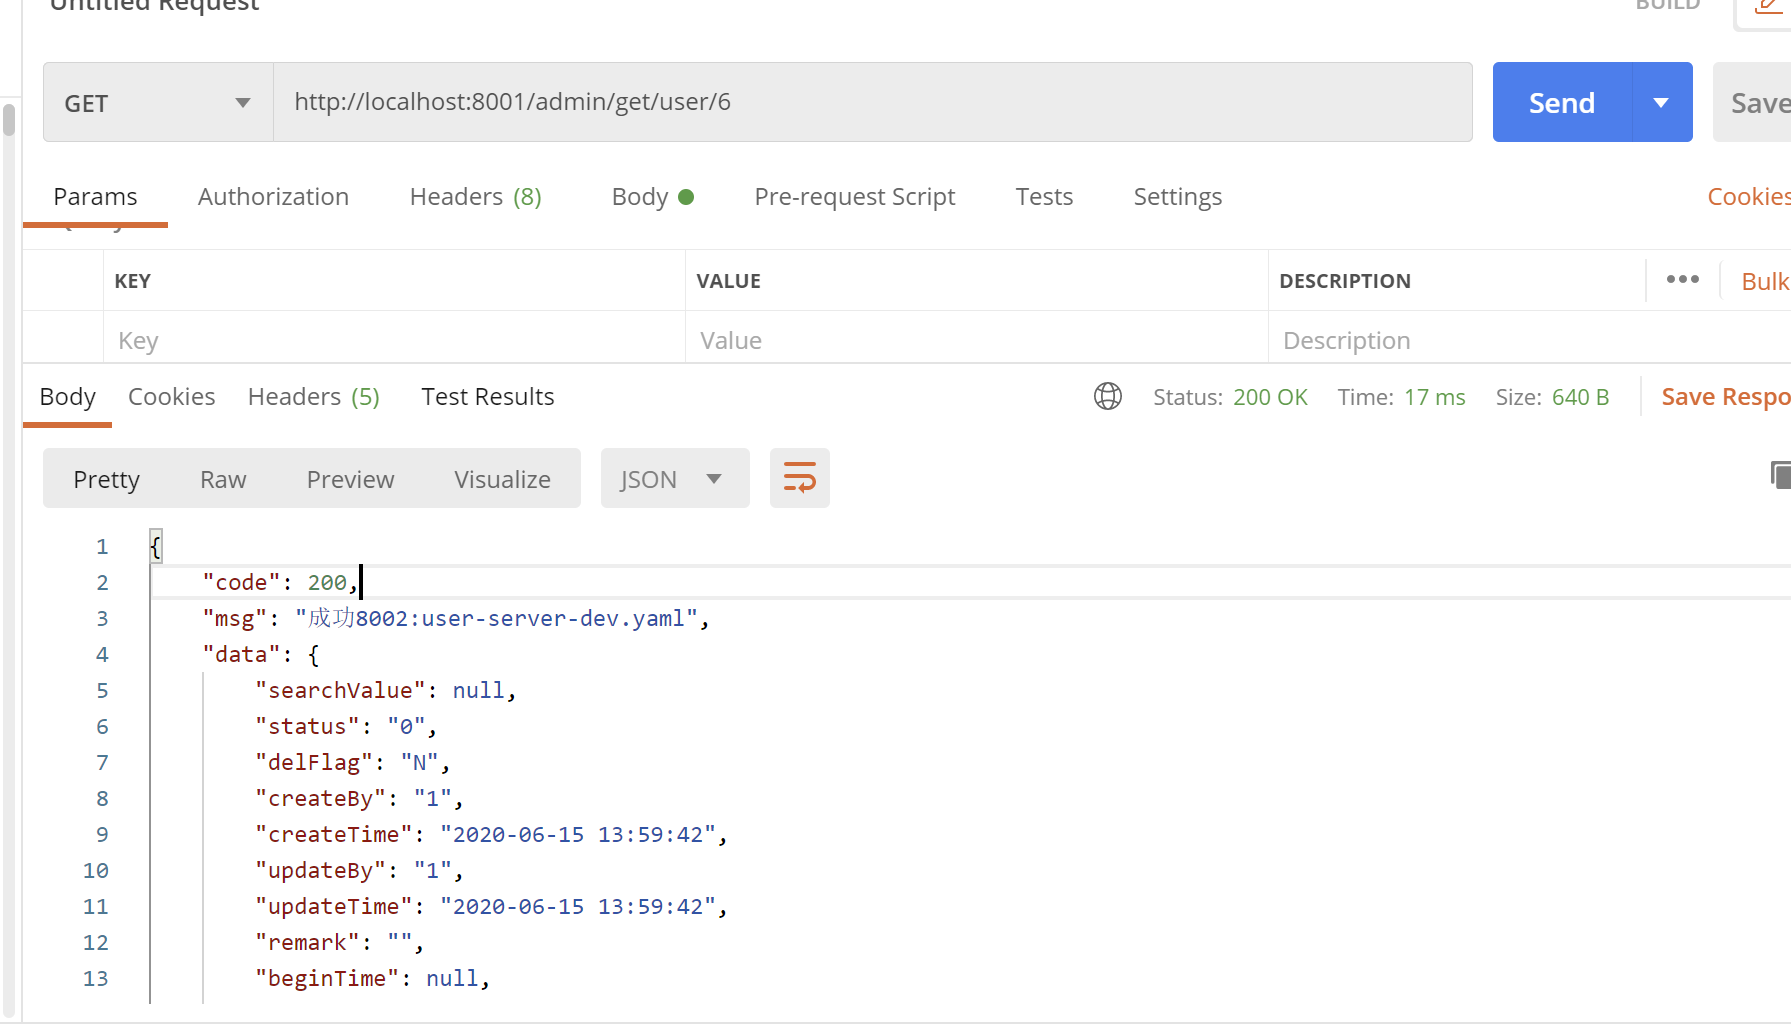 Untitled Request BUILD
GET http://localhost:8001/admin/get/user/6 Send Save
Params Authorization Headers (8) Body Pre-request Script Tests Settings Cookies
KEY VALUE DESCRIPTION ••• Bulk
Key Value Description
Body Cookies Headers (5) Test Results Status: 200 OK Time: 17 ms Size: 640 B Save Respo
Pretty Raw Preview Visualize JSON
1 {
2 "code": 200,
3 "msg": "成功8002:user-server-dev.yaml",
4 "data": {
5 "searchValue": null,
6 "status": "0",
7 "delFlag": "N",
8 "createBy": "1",
9 "createTime": "2020-06-15 13:59:42",
10 "updateBy": "1",
11 "updateTime": "2020-06-15 13:59:42",
12 "remark": "",
13 "beginTime": null,